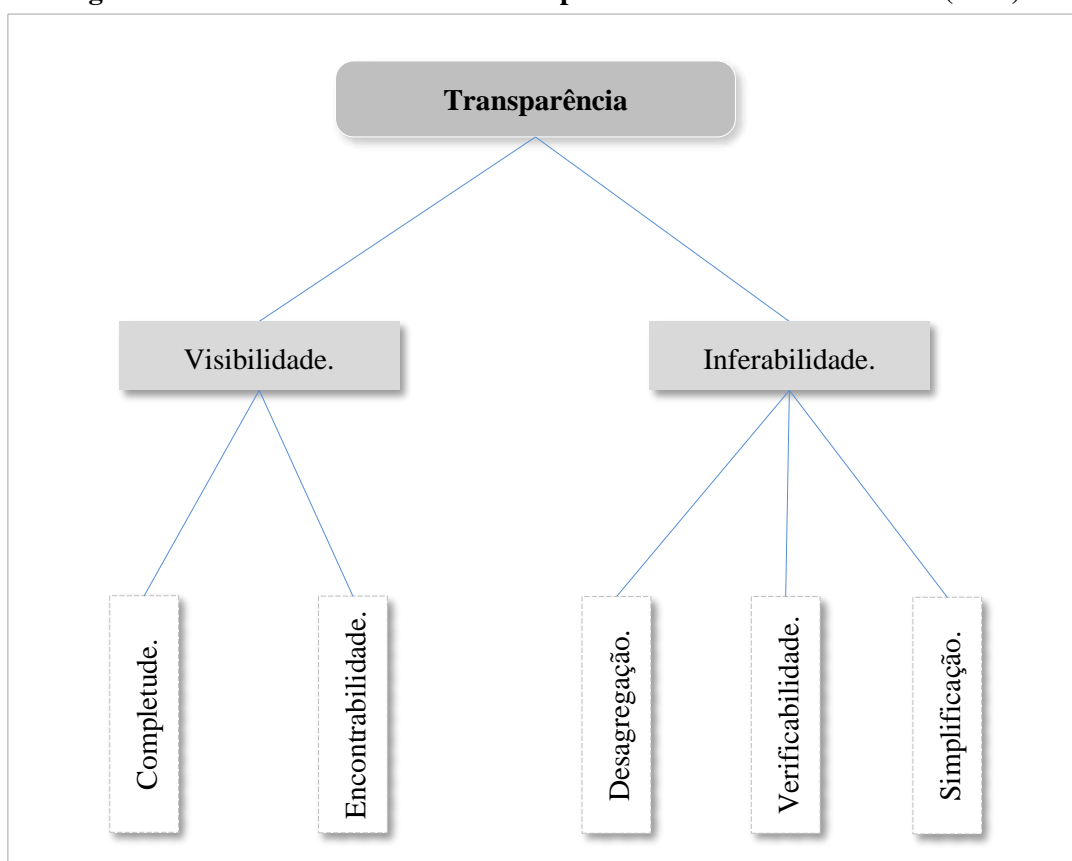 Transparência
Visibilidade.
Inferabilidade.
Completude.
Encontrabilidade.
Desagregação.
Verificabilidade.
Simplificação.